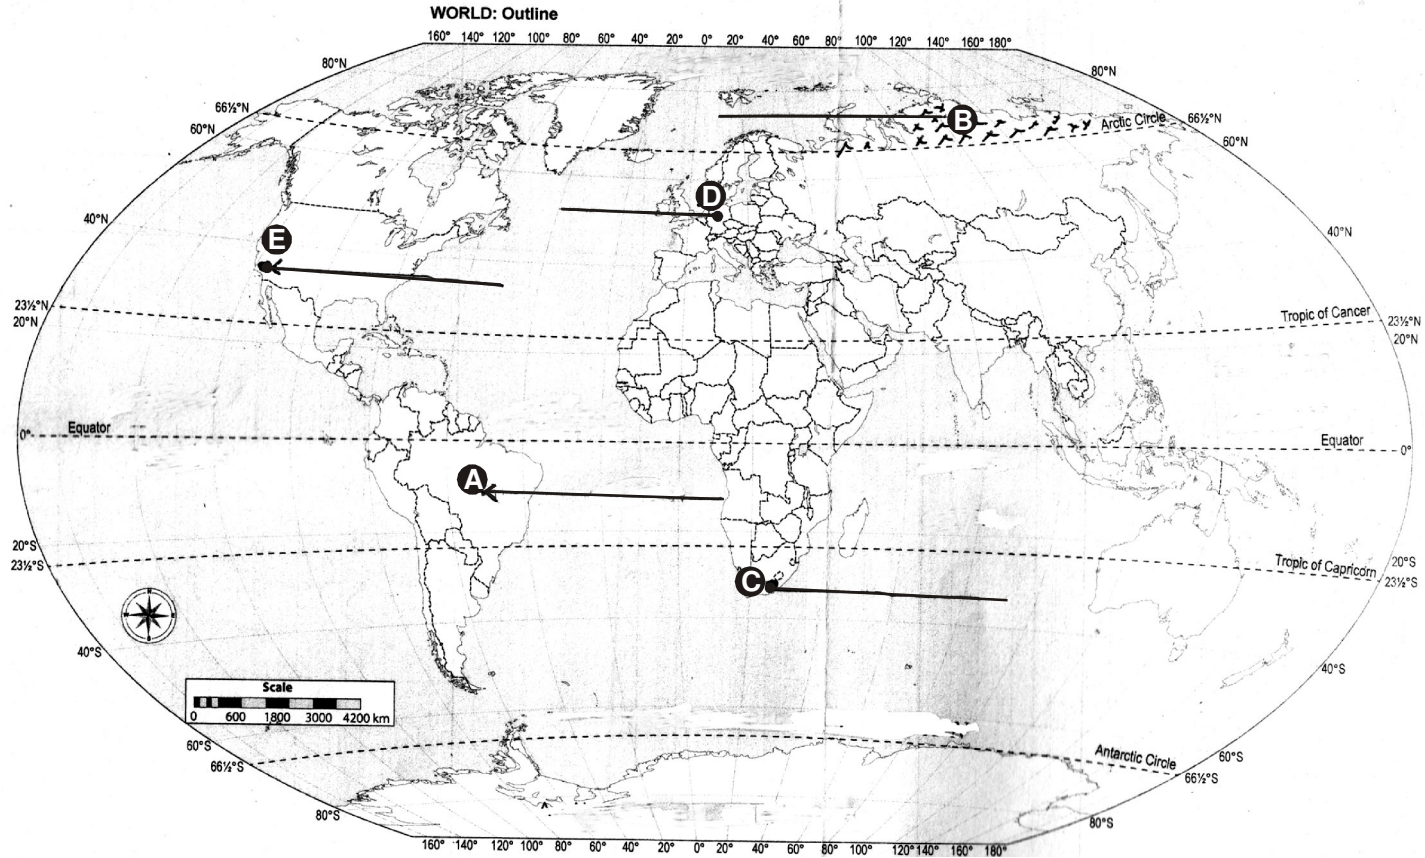 WORLD: Outline
160° 140° 120° 100° 80° 60° 40° 20° 0° 20° 40° 60° 80° 100° 120° 140° 160° 180°
80°N 80°N
66½°N B Arctic Circle 66½°N
60°N 60°N
D
40°N E 40°N
23½°N Tropic of Cancer 23½°N
20°N 20°N
0° Equator Equator 0°
A
20°S Tropic of Capricorn 20°S
23½°S C 23½°S
N
W E
S
40°S 40°S
Scale
0 600 1800 3000 4200 km
60°S Antarctic Circle 60°S
66½°S 66½°S
80°S 80°S
160° 140° 120° 100° 80° 60° 40° 20° 0° 20° 40° 60° 80° 100° 120° 140° 160° 180°